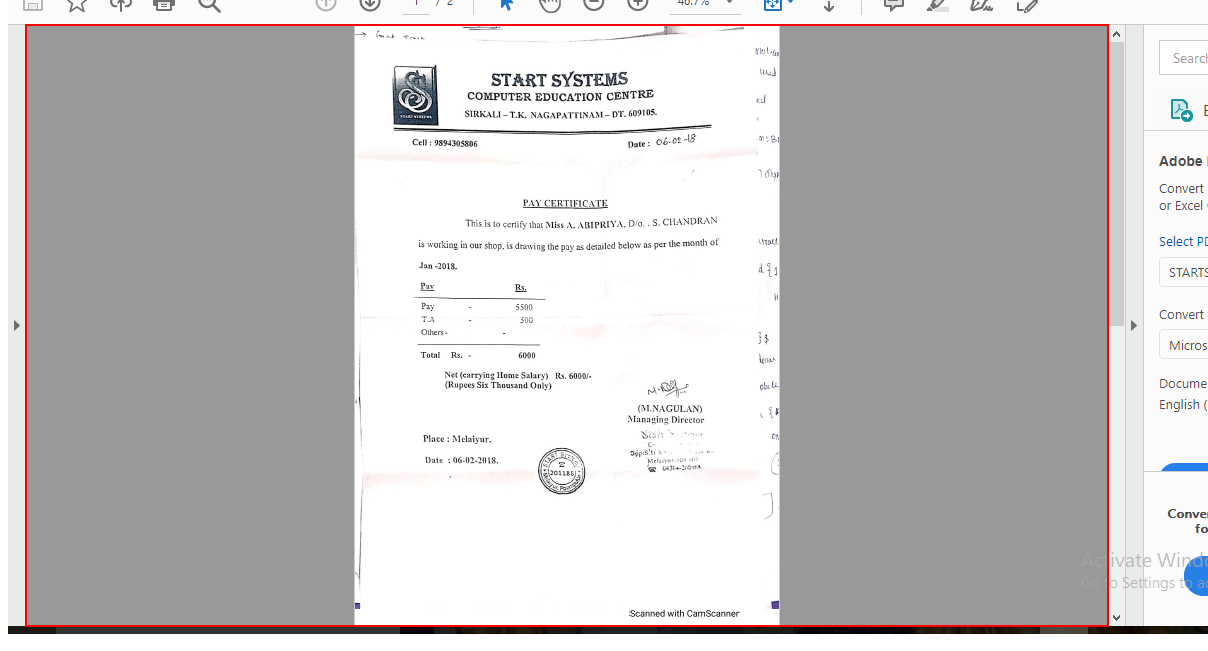 1 / 2
46.7%
START SYSTEMS
COMPUTER EDUCATION CENTRE
SIRKALI – T.K, NAGAPATTINAM – DT. 609105.
START SYSTEMS
Cell : 9894305806
Date : 06-02-18
PAY CERTIFICATE
This is to certify that Miss A. ABIPRIYA, D/o. . S. CHANDRAN
is working in our shop, is drawing the pay as detailed below as per the month of
Jan -2018.
Pay Rs.
Pay - 5500
T.A - 500
Others - -
Total Rs. - 6000
Net (carrying Home Salary) Rs. 6000/-
(Rupees Six Thousand Only)
(M.NAGULAN)
Managing Director
Place : Melaiyur.
Date : 06-02-2018.
201188
Scanned with CamScanner
Search
Adobe
Convert
or Excel
Select PD
STARTS
Convert
Micros
Docume
English (
Conver
fo
Activate Windo
Go to Settings to ac